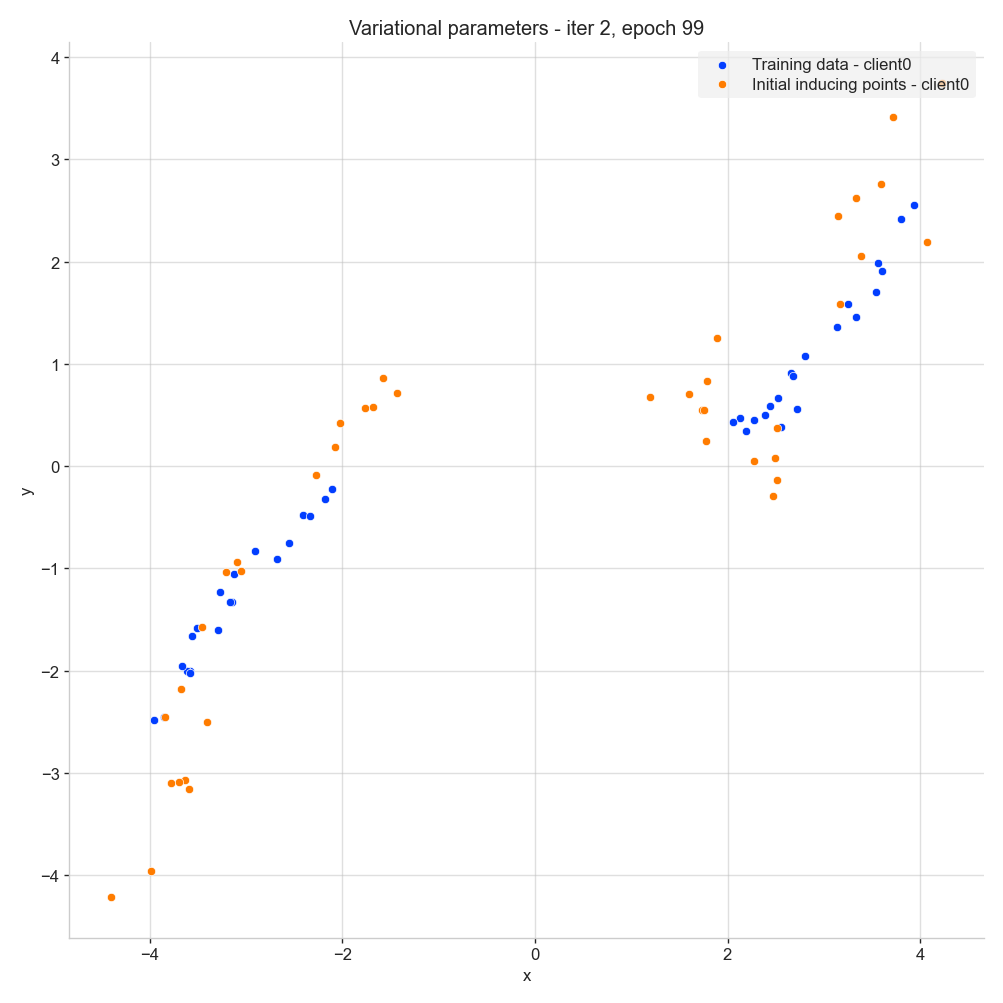 Variational parameters - iter 2, epoch 99
Training data - client0
Initial inducing points - client0
4
3
2
1
0
−1
−2
−3
−4
y
−4
−2
0
2
4
x